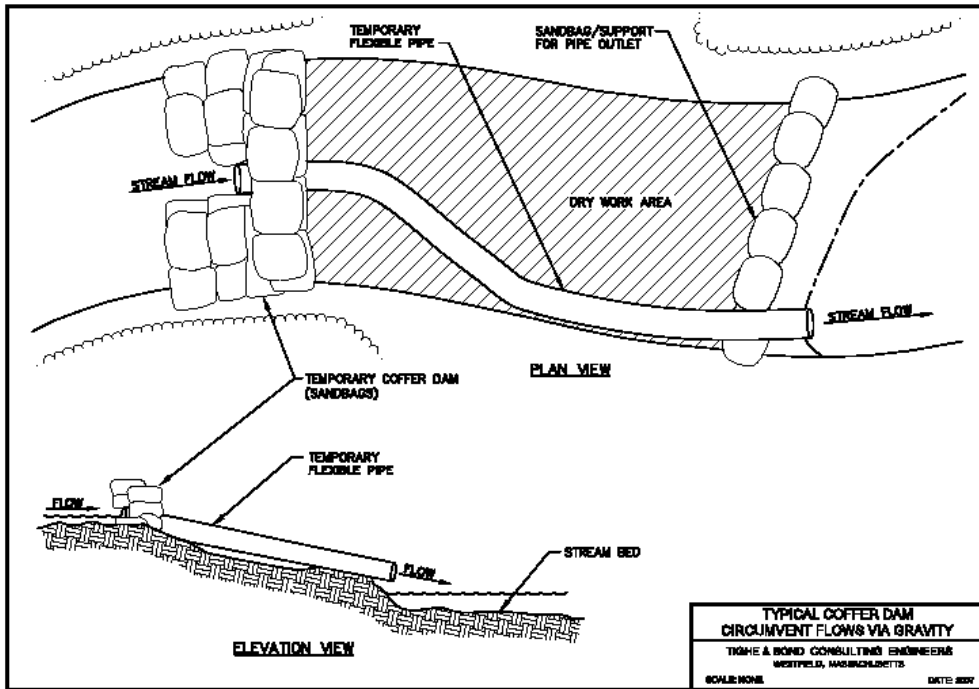 TEMPORARY
FLEXIBLE PIPE
SANDBAG/SUPPORT
FOR PIPE OUTLET
STREAM FLOW
DRY WORK AREA
STREAM FLOW
PLAN VIEW
TEMPORARY COFFER DAM
(SANDBAGS)
TEMPORARY
FLEXIBLE PIPE
FLOW
FLOW
STREAM BED
ELEVATION VIEW
TYPICAL COFFER DAM
CIRCUMVENT FLOWS VIA GRAVITY
TIGHE & BOND CONSULTING ENGINEERS
WESTFIELD, MASSACHUSETTS
SCALE: NONE
DATE: 2007